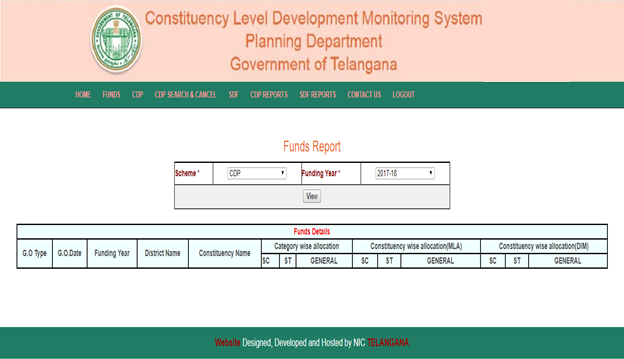 Constituency Level Development Monitoring System
Planning Department
Government of Telangana
HOME FUNDS CDP CDP SEARCH & CANCEL SDF CDP REPORTS SDF REPORTS CONTACT US LOGOUT
Funds Report
Scheme * CDP Funding Year * 2017-18
View
Funds Details
G.O Type G.O.Date Funding Year District Name Constituency Name Category wise allocation Constituency wise allocation(MLA) Constituency wise allocation(DIM)
SC ST GENERAL SC ST GENERAL SC ST GENERAL
Website Designed, Developed and Hosted by NIC TELANGANA